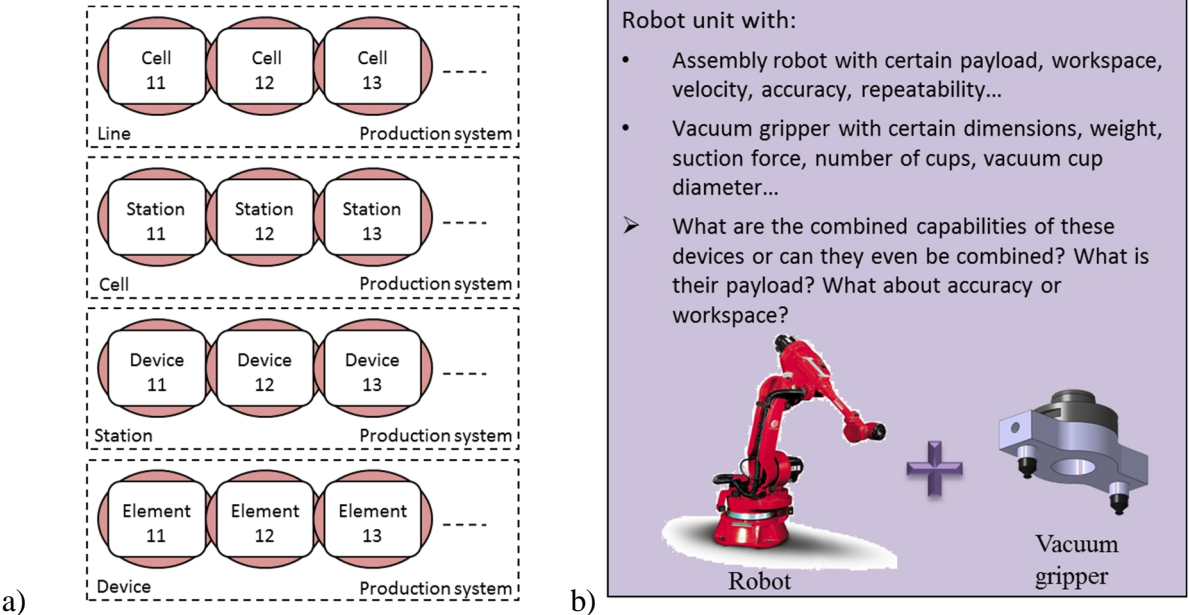 Cell Cell Cell
11 12 13
Line Production system
Station Station Station
11 12 13
Cell Production system
Device Device Device
11 12 13
Station Production system
Element Element Element
11 12 13
Device Production system
a)
Robot unit with:
• Assembly robot with certain payload, workspace,
velocity, accuracy, repeatability...
• Vacuum gripper with certain dimensions, weight,
suction force, number of cups, vacuum cup
diameter...
➢ What are the combined capabilities of these
devices or can they even be combined? What is
their payload? What about accuracy or
workspace?
Robot
Vacuum
gripper
b)